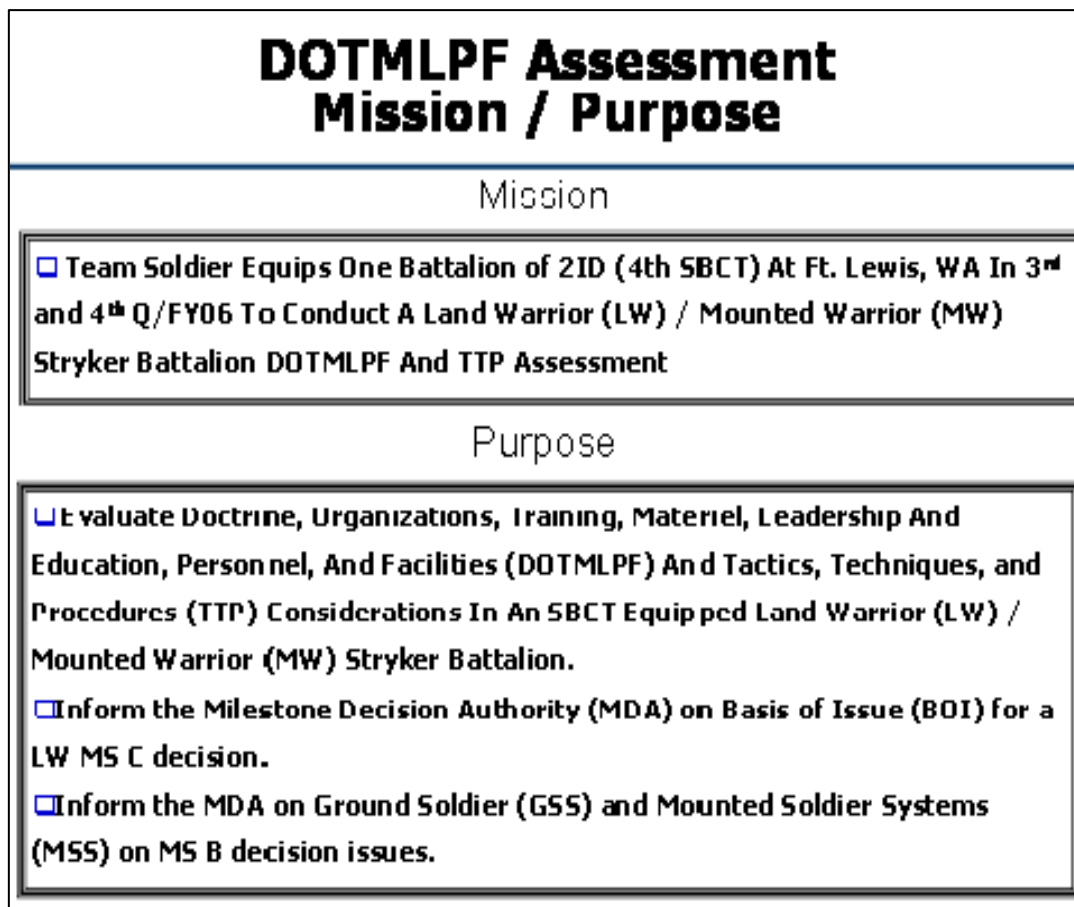 DOTMLPF Assessment
Mission / Purpose
Mission
❑ Team Soldier Equips One Battalion of 2ID (4th SBCT) At Ft. Lewis, WA In 3rd
and 4th Q/FY06 To Conduct A Land Warrior (LW) / Mounted Warrior (MW)
Stryker Battalion DOTMLPF And TTP Assessment
Purpose
❑Evaluate Doctrine, Organizations, Training, Materiel, Leadership And
Education, Personnel, And Facilities (DOTMLPF) And Tactics, Techniques, and
Procedures (TTP) Considerations In An SBCT Equipped Land Warrior (LW) /
Mounted Warrior (MW) Stryker Battalion.
❑Inform the Milestone Decision Authority (MDA) on Basis of Issue (BOI) for a
LW MS C decision.
❑Inform the MDA on Ground Soldier (GSS) and Mounted Soldier Systems
(MSS) on MS B decision issues.